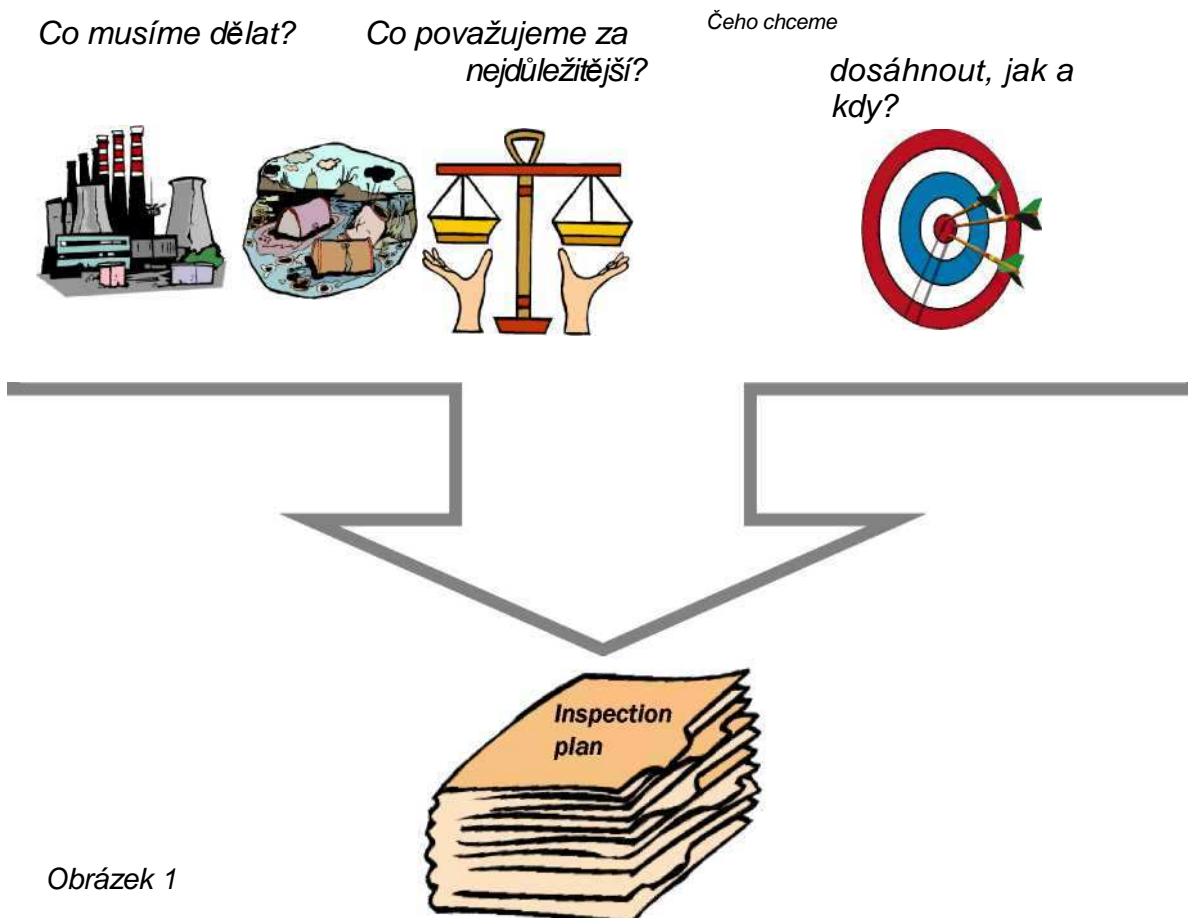 Co musíme dělat?
Co považujeme za
nejdůležitější?
Čeho chceme
dosáhnout, jak a
kdy?
Inspection
plan
Obrázek 1